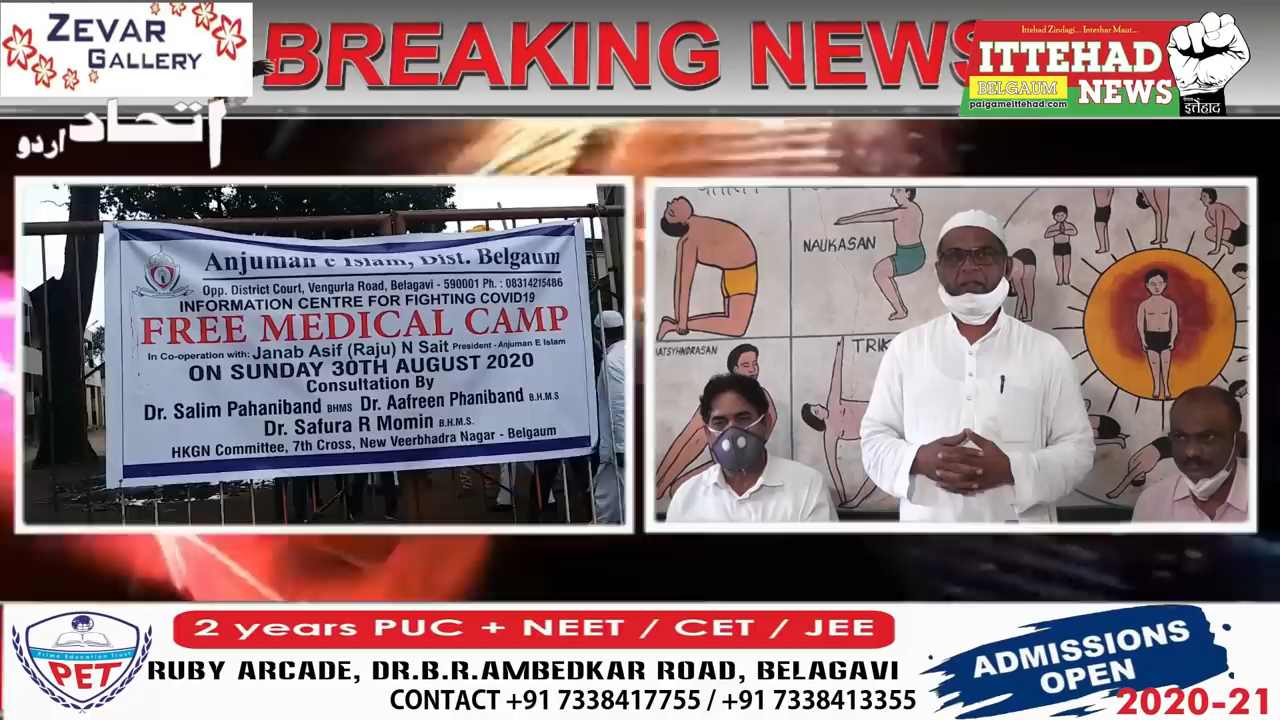 ZEVAR
GALLERY
BREAKING NEWS
Ittehad Zindagi... Inteshar Maut...
ITTEHAD
BELGAUM
NEWS
paigameittehad.com
इत्तेहाद
اتحاد
اردو
Anjuman e Islam, Dist. Belgaum
Opp. District Court, Vengurla Road, Belagavi - 590001 Ph. : 08314215486
INFORMATION CENTRE FOR FIGHTING COVID19
FREE MEDICAL CAMP
In Co-operation with: Janab Asif (Raju) N Sait President - Anjuman E Islam
ON SUNDAY 30TH AUGUST 2020
Consultation By
Dr. Salim Pahaniband BHMS Dr. Aafreen Phaniband B.H.M.S
Dr. Safura R Momin B.H.M.S.
HKGN Committee, 7th Cross, New Veerbhadra Nagar - Belgaum
NAUKASAN
ATSYHNDRASAN
TRIK
2 years PUC + NEET / CET / JEE
Prime Education Trust
PET
RUBY ARCADE, DR.B.R.AMBEDKAR ROAD, BELAGAVI
CONTACT +91 7338417755 / +91 7338413355
ADMISSIONS
OPEN
2020-21